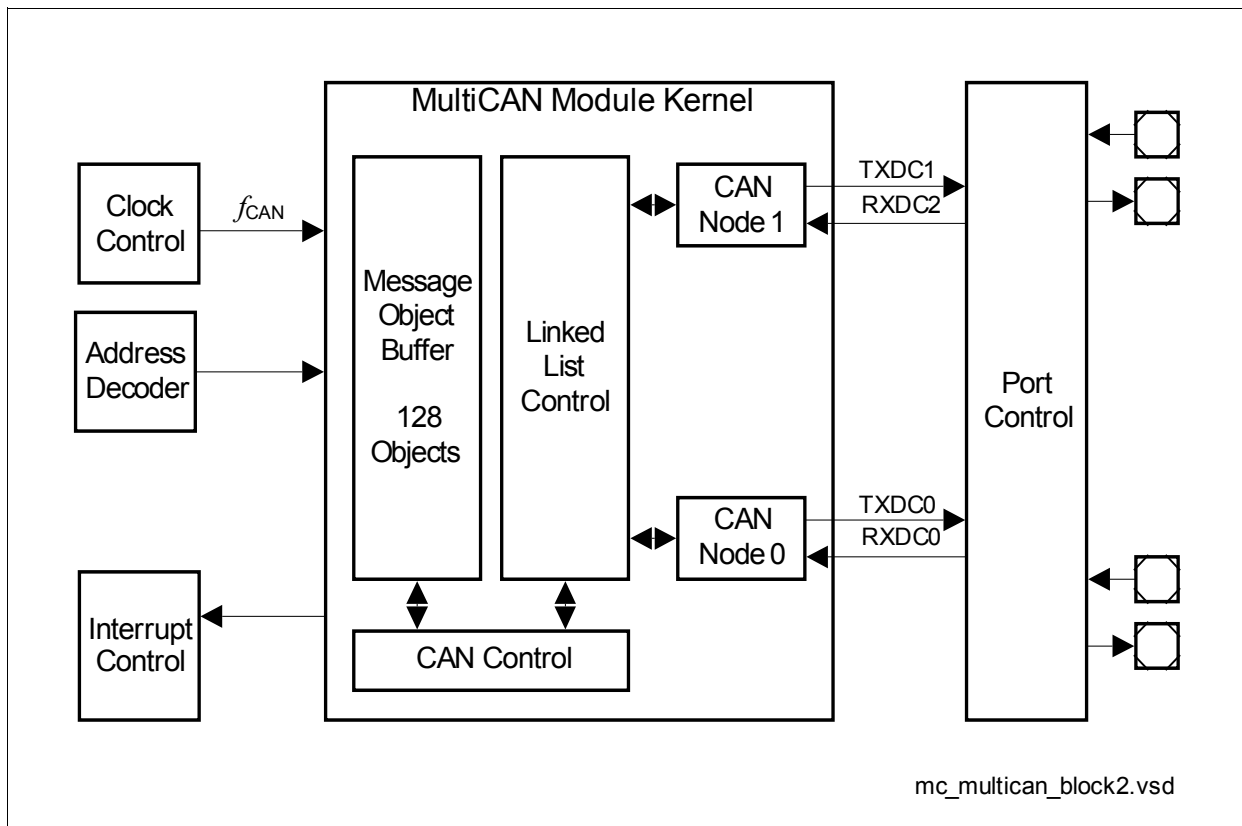 MultiCAN Module Kernel
Clock
Control
fCAN
Address
Decoder
Interrupt
Control
Message
Object
Buffer
128
Objects
Linked
List
Control
CAN Control
CAN
Node 1
CAN
Node 0
TXDC1
RXDC2
TXDC0
RXDC0
Port
Control
mc_multican_block2.vsd